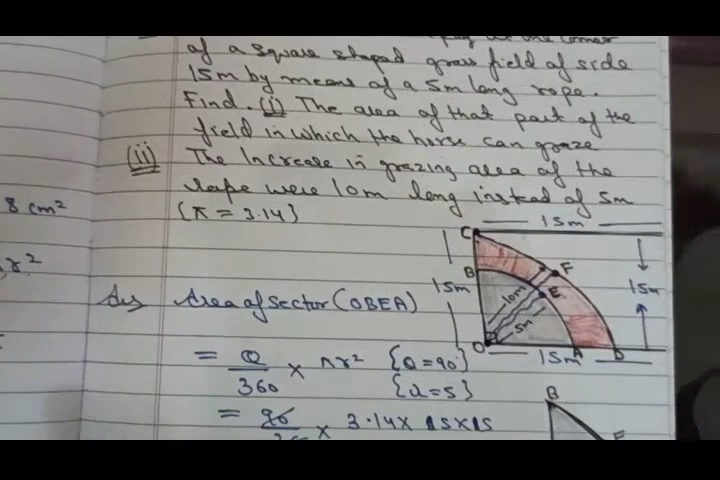 of a square shaped grass field of side
15m by means of a 5m long rope.
Find. (i) The area of that part of the
field in which the horse can graze
(ii) The Increase in grazing area of the
rope were 10m long instead of 5m
(π = 3.14)
8 cm²
r²
15m
C
F
B
15m
10m
E
15m
5m
O
A
D
15m
Ans Area of Sector (OBEA)
= θ/360 × πr² {θ=90°}
{r=5}
= 90/ × 3.14 × 5×5
B